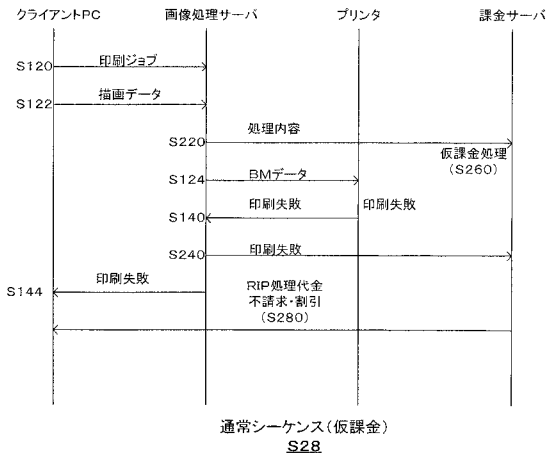 クライアントPC 画像処理サーバ プリンタ 課金サーバ
S120 印刷ジョブ
S122 描画データ
S220 処理内容
仮課金処理
(S260)
S124 BMデータ
S140 印刷失敗 印刷失敗
S240 印刷失敗
S144 印刷失敗
RIP処理代金
不請求・割引
(S280)
通常シーケンス(仮課金)
S28